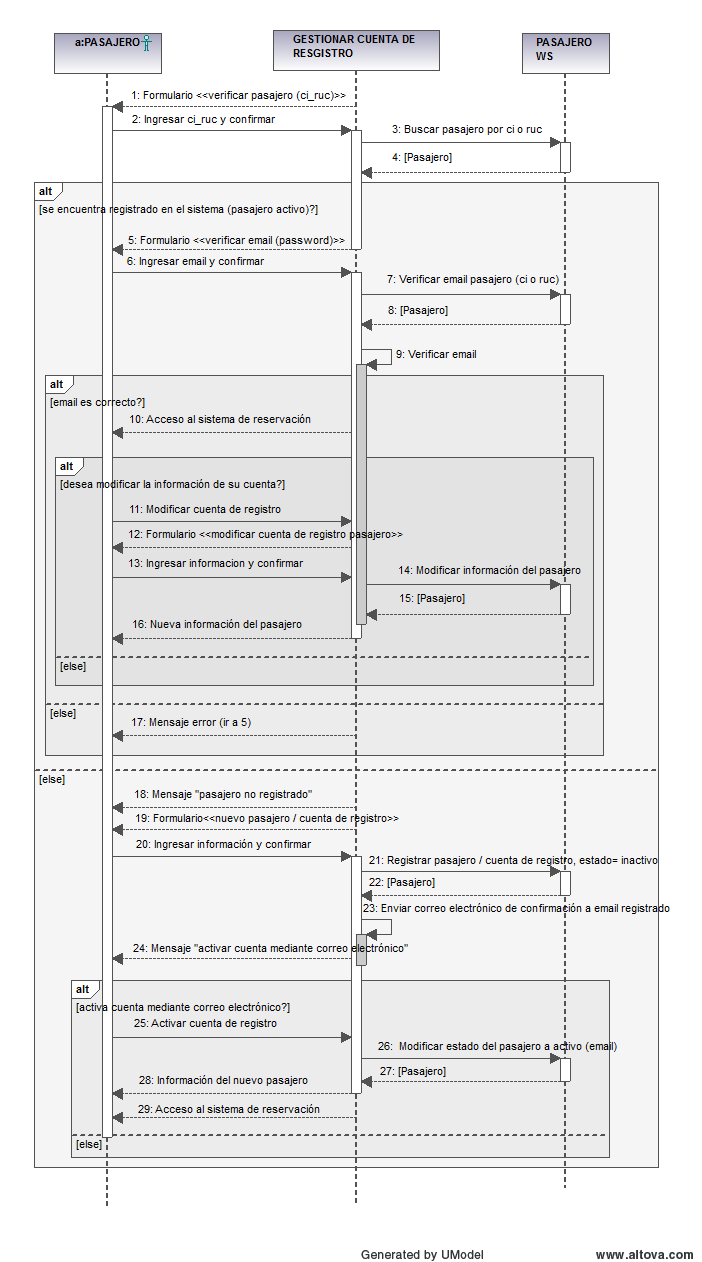 a:PASAJERO
GESTIONAR CUENTA DE
RESGISTRO
PASAJERO
WS
1: Formulario <<verificar pasajero (ci_ruc)>>
2: Ingresar ci_ruc y confirmar
3: Buscar pasajero por ci o ruc
4: [Pasajero]
alt
[se encuentra registrado en el sistema (pasajero activo)?]
5: Formulario <<verificar email (password)>>
6: Ingresar email y confirmar
7: Verificar email pasajero (ci o ruc)
8: [Pasajero]
9: Verificar email
alt
[email es correcto?]
10: Acceso al sistema de reservación
alt
[desea modificar la información de su cuenta?]
11: Modificar cuenta de registro
12: Formulario <<modificar cuenta de registro pasajero>>
13: Ingresar informacion y confirmar
14: Modificar información del pasajero
15: [Pasajero]
16: Nueva información del pasajero
[else]
[else]
17: Mensaje error (ir a 5)
[else]
18: Mensaje "pasajero no registrado"
19: Formulario<<nuevo pasajero / cuenta de registro>>
20: Ingresar información y confirmar
21: Registrar pasajero / cuenta de registro, estado= inactivo
22: [Pasajero]
23: Enviar correo electrónico de confirmación a email registrado
24: Mensaje "activar cuenta mediante correo electrónico"
alt
[activa cuenta mediante correo electrónico?]
25: Activar cuenta de registro
26: Modificar estado del pasajero a activo (email)
27: [Pasajero]
28: Información del nuevo pasajero
29: Acceso al sistema de reservación
[else]
Generated by UModel
www.altova.com